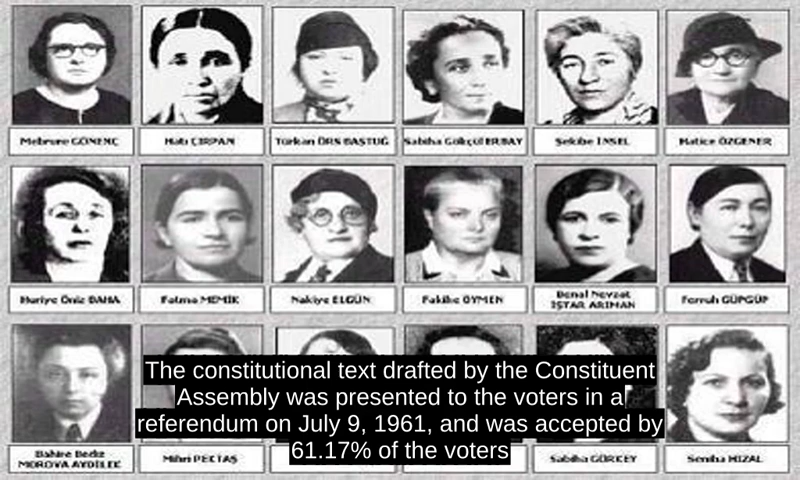 Mebrure GÖNENÇ
Hatı ÇIRPAN
Türkan ÖRS BAŞTUĞ
Sabiha Gökçül ERBAY
Şekibe İNSEL
Hatice ÖZGENER
Huriye Öniz BAHA
Fatma MEMİK
Nakiye ELGÜN
Fakihe ÖYMEN
Benal Nevzat
İŞTAR ARIMAN
Ferruh GÜPGÜP
Bahire Bediz
MOROVA AYDİLEK
Mihri PEKTAŞ
Sabiha GÖRKEY
Seniha HIZAL
The constitutional text drafted by the Constituent
Assembly was presented to the voters in a
referendum on July 9, 1961, and was accepted by
61.17% of the voters